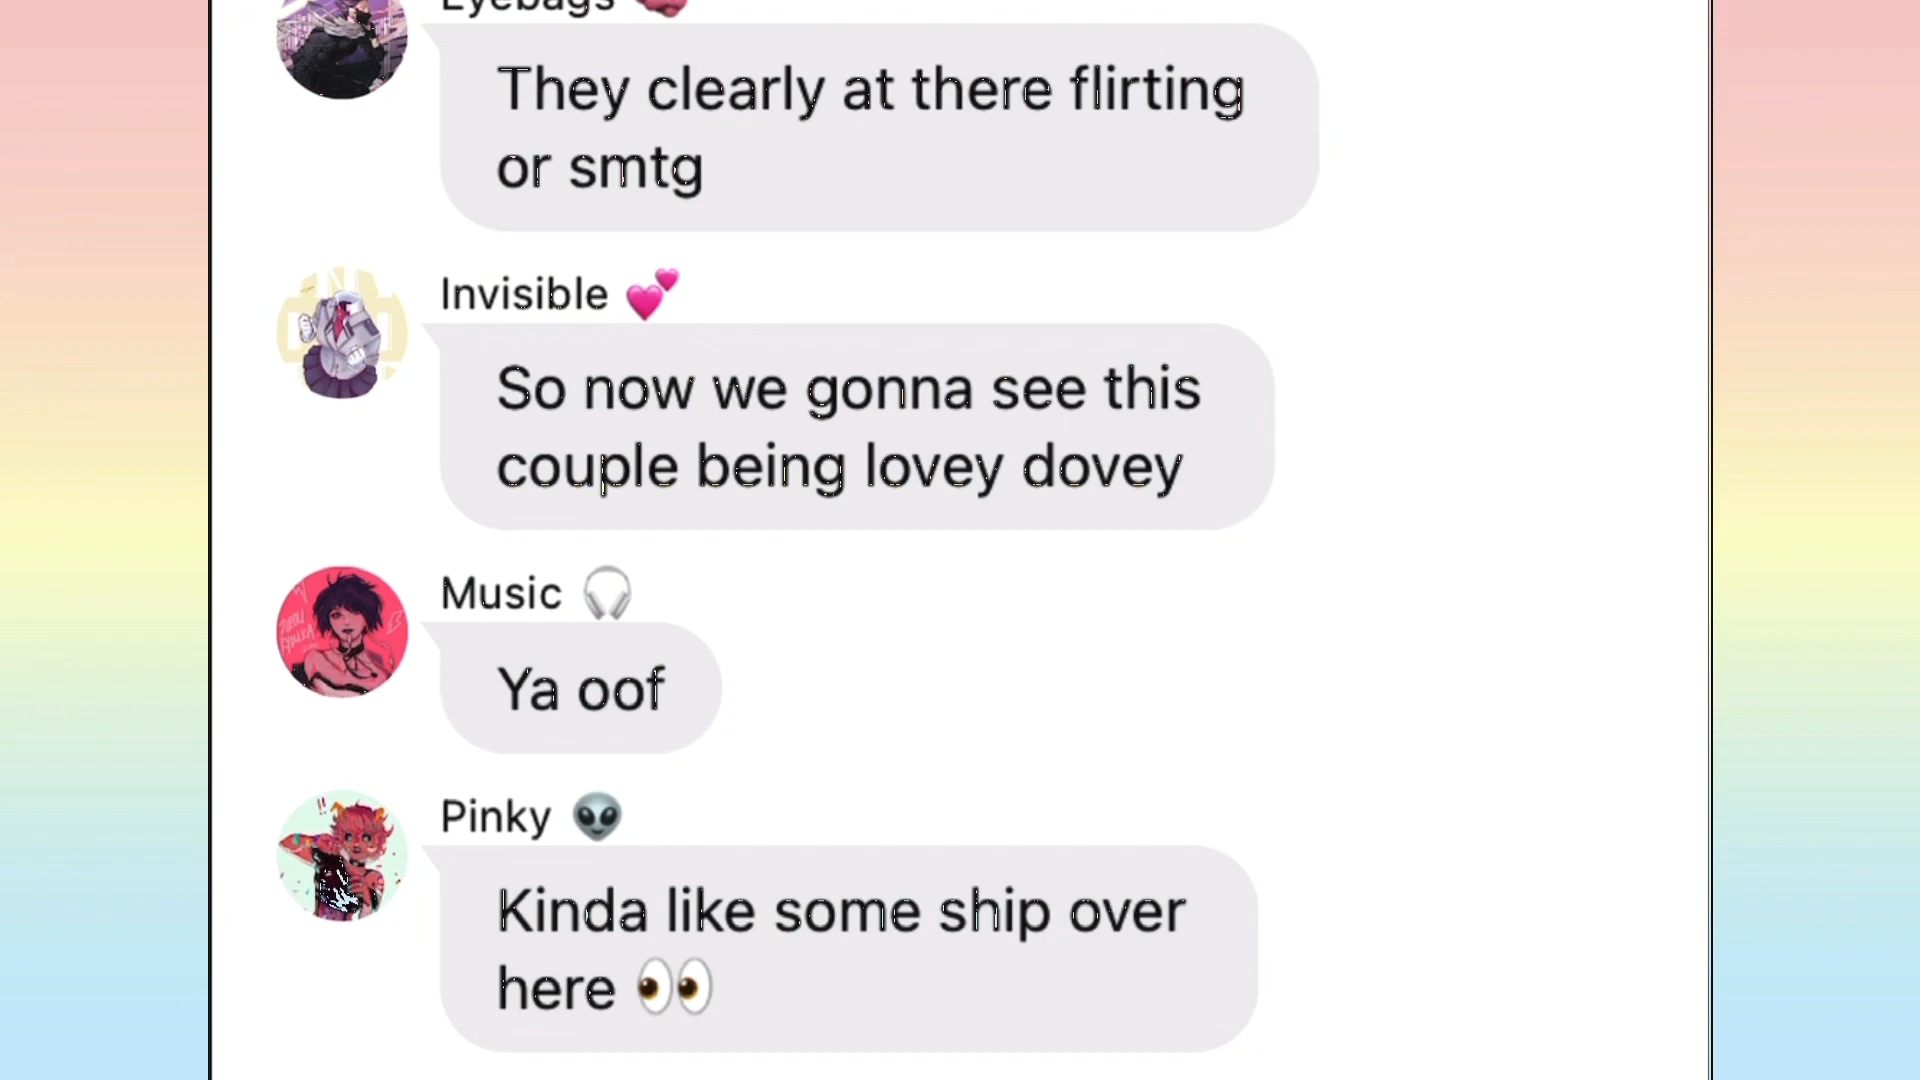 Eyebags 🧠
They clearly at there flirting
or smtg
Invisible 💕
So now we gonna see this
couple being lovey dovey
Music 🎧
Ya oof
Pinky 👽
Kinda like some ship over
here 👀